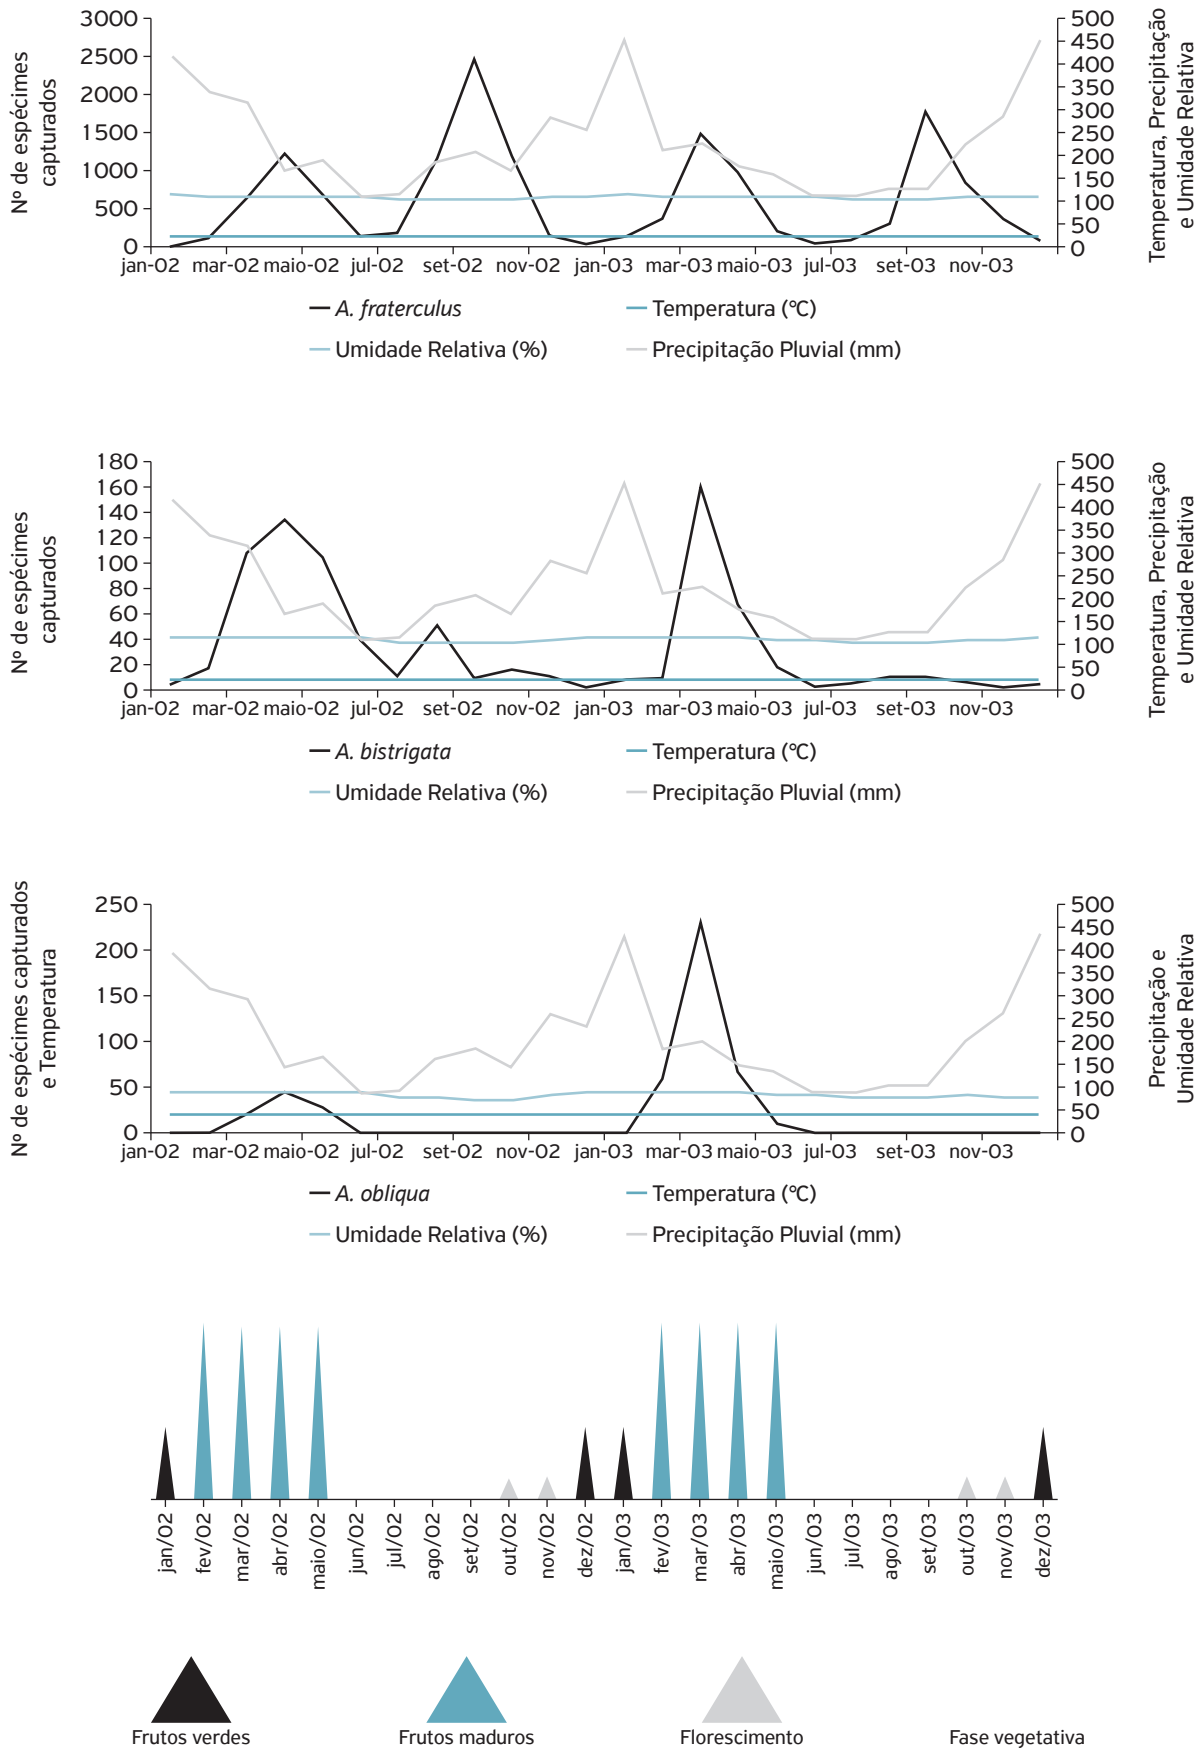 3000
2500
2000
1500
1000
500
0
Nº de espécimes
capturados
500
450
400
350
300
250
200
150
100
50
0
Temperatura, Precipitação
e Umidade Relativa
jan-02 mar-02 maio-02 jul-02 set-02 nov-02 jan-03 mar-03 maio-03 jul-03 set-03 nov-03
A. fraterculus Temperatura (°C)
Umidade Relativa (%) Precipitação Pluvial (mm)
180
160
140
120
100
80
60
40
20
0
Nº de espécimes
capturados
500
450
400
350
300
250
200
150
100
50
0
Temperatura, Precipitação
e Umidade Relativa
jan-02 mar-02 maio-02 jul-02 set-02 nov-02 jan-03 mar-03 maio-03 jul-03 set-03 nov-03
A. bistrigata Temperatura (°C)
Umidade Relativa (%) Precipitação Pluvial (mm)
250
200
150
100
50
0
Nº de espécimes capturados
e Temperatura
500
450
400
350
300
250
200
150
100
50
0
Precipitação e
Umidade Relativa
jan-02 mar-02 maio-02 jul-02 set-02 nov-02 jan-03 mar-03 maio-03 jul-03 set-03 nov-03
A. obliqua Temperatura (°C)
Umidade Relativa (%) Precipitação Pluvial (mm)
jan/02
fev/02
mar/02
abr/02
maio/02
jun/02
jul/02
ago/02
set/02
out/02
nov/02
dez/02
jan/03
fev/03
mar/03
abr/03
maio/03
jun/03
jul/03
ago/03
set/03
out/03
nov/03
dez/03
Frutos verdes Frutos maduros Florescimento Fase vegetativa